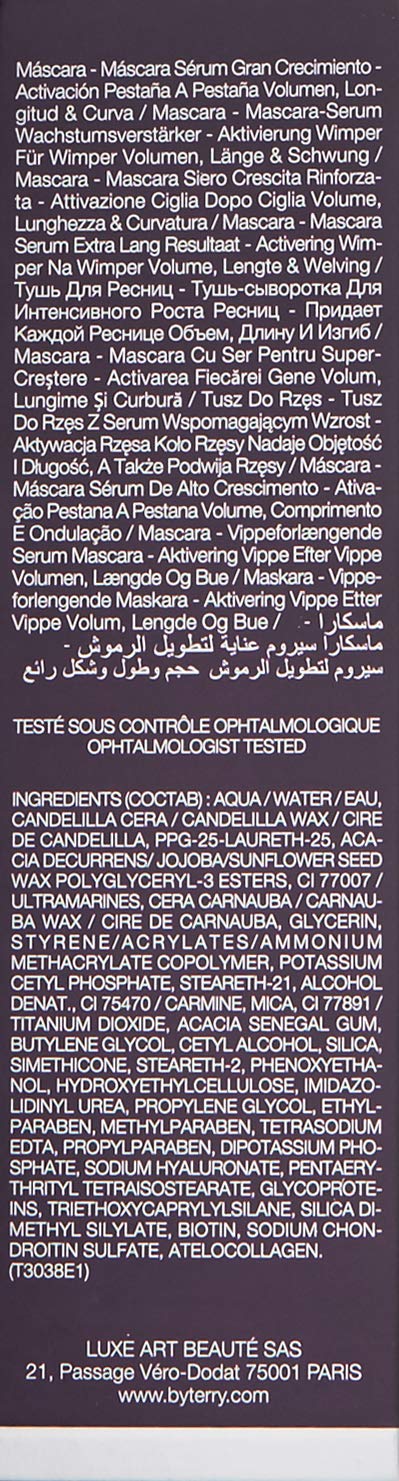 Máscara - Máscara Sérum Gran Crecimiento -
Activación Pestaña A Pestaña Volumen, Lon-
gitud & Curva / Mascara - Mascara-Serum
Wachstumsverstärker - Aktivierung Wimper
Für Wimper Volumen, Länge & Schwung /
Mascara - Mascara Siero Crescita Rinforza-
ta - Attivazione Ciglia Dopo Ciglia Volume,
Lunghezza & Curvatura / Mascara - Mascara
Serum Extra Lang Resultaat - Activering Wim-
per Na Wimper Volume, Lengte & Welving /
Тушь Для Ресниц - Тушь-сыворотка Для
Интенсивного Роста Ресниц - Придает
Каждой Реснице Объем, Длину И Изгиб /
Mascara - Mascara Cu Ser Pentru Super-
Creştere - Activarea Fiecărei Gene Volum,
Lungime Şi Curbură / Tusz Do Rzęs - Tusz
Do Rzęs Z Serum Wspomagającym Wzrost -
Aktywacja Rzęsa Koło Rzęsy Nadaje Objętość
I Długość, A Także Podwija Rzęsy / Máscara -
Máscara Sérum De Alto Crescimento - Ativa-
ção Pestana A Pestana Volume, Comprimento
E Ondulação / Mascara - Vippeforlængende
Serum Mascara - Aktivering Vippe Efter Vippe
Volumen, Længde Og Bue / Maskara - Vippe-
forlengende Maskara - Aktivering Vippe Etter
Vippe Volum, Lengde Og Bue / ماسكارا -
ماسكارا سيروم عناية لتطويل الرموش -
سيروم لتطويل الرموش حجم وطول وشكل رائع
TESTÉ SOUS CONTRÔLE OPHTALMOLOGIQUE
OPHTALMOLOGIST TESTED
INGREDIENTS (COCTAB) : AQUA / WATER / EAU,
CANDELILLA CERA / CANDELILLA WAX / CIRE
DE CANDELILLA, PPG-25-LAURETH-25, ACA-
CIA DECURRENS/ JOJOBA/SUNFLOWER SEED
WAX POLYGLYCERYL-3 ESTERS, CI 77007 /
ULTRAMARINES, CERA CARNAUBA / CARNAU-
BA WAX / CIRE DE CARNAUBA, GLYCERIN,
STYRENE/ACRYLATES/AMMONIUM
METHACRYLATE COPOLYMER, POTASSIUM
CETYL PHOSPHATE, STEARETH-21, ALCOHOL
DENAT., CI 75470 / CARMINE, MICA, CI 77891 /
TITANIUM DIOXIDE, ACACIA SENEGAL GUM,
BUTYLENE GLYCOL, CETYL ALCOHOL, SILICA,
SIMETHICONE, STEARETH-2, PHENOXYETHA-
NOL, HYDROXYETHYLCELLULOSE, IMIDAZO-
LIDINYL UREA, PROPYLENE GLYCOL, ETHYL-
PARABEN, METHYLPARABEN, TETRASODIUM
EDTA, PROPYLPARABEN, DIPOTASSIUM PHO-
SPHATE, SODIUM HYALURONATE, PENTAERY-
THRITYL TETRAISOSTEARATE, GLYCOPROTE-
INS, TRIETHOXYCAPRYLYLSILANE, SILICA DI-
METHYL SILYLATE, BIOTIN, SODIUM CHON-
DROITIN SULFATE, ATELOCOLLAGEN.
(T3038E1)
LUXE ART BEAUTÉ SAS
21, Passage Véro-Dodat 75001 PARIS
www.byterry.com